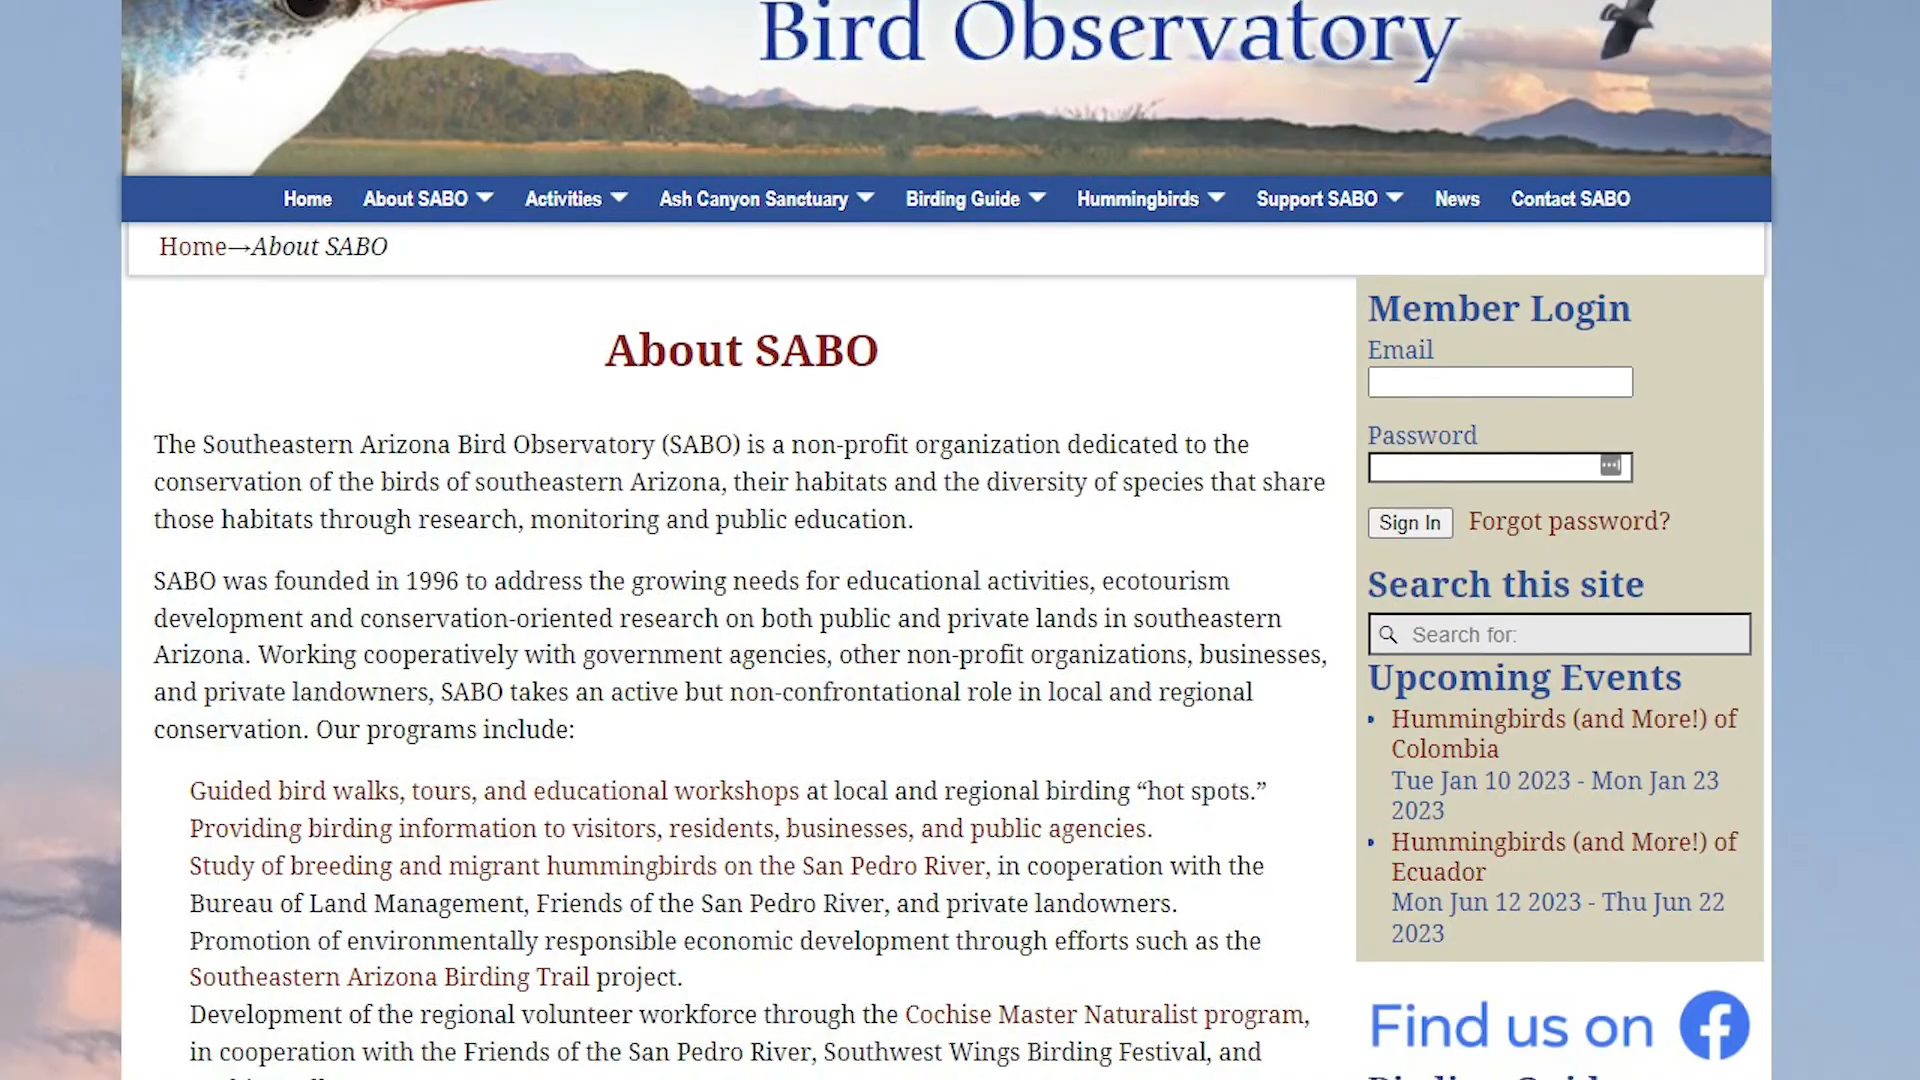 Bird Observatory
Home About SABO Activities Ash Canyon Sanctuary Birding Guide Hummingbirds Support SABO News Contact SABO
Home→About SABO
About SABO
The Southeastern Arizona Bird Observatory (SABO) is a non-profit organization dedicated to the
conservation of the birds of southeastern Arizona, their habitats and the diversity of species that share
those habitats through research, monitoring and public education.
SABO was founded in 1996 to address the growing needs for educational activities, ecotourism
development and conservation-oriented research on both public and private lands in southeastern
Arizona. Working cooperatively with government agencies, other non-profit organizations, businesses,
and private landowners, SABO takes an active but non-confrontational role in local and regional
conservation. Our programs include:
Guided bird walks, tours, and educational workshops at local and regional birding “hot spots.”
Providing birding information to visitors, residents, businesses, and public agencies.
Study of breeding and migrant hummingbirds on the San Pedro River, in cooperation with the
Bureau of Land Management, Friends of the San Pedro River, and private landowners.
Promotion of environmentally responsible economic development through efforts such as the
Southeastern Arizona Birding Trail project.
Development of the regional volunteer workforce through the Cochise Master Naturalist program,
in cooperation with the Friends of the San Pedro River, Southwest Wings Birding Festival, and
Member Login
Email
Password
Sign In Forgot password?
Search this site
Search for:
Upcoming Events
Hummingbirds (and More!) of
Colombia
Tue Jan 10 2023 - Mon Jan 23
2023
Hummingbirds (and More!) of
Ecuador
Mon Jun 12 2023 - Thu Jun 22
2023
Find us on